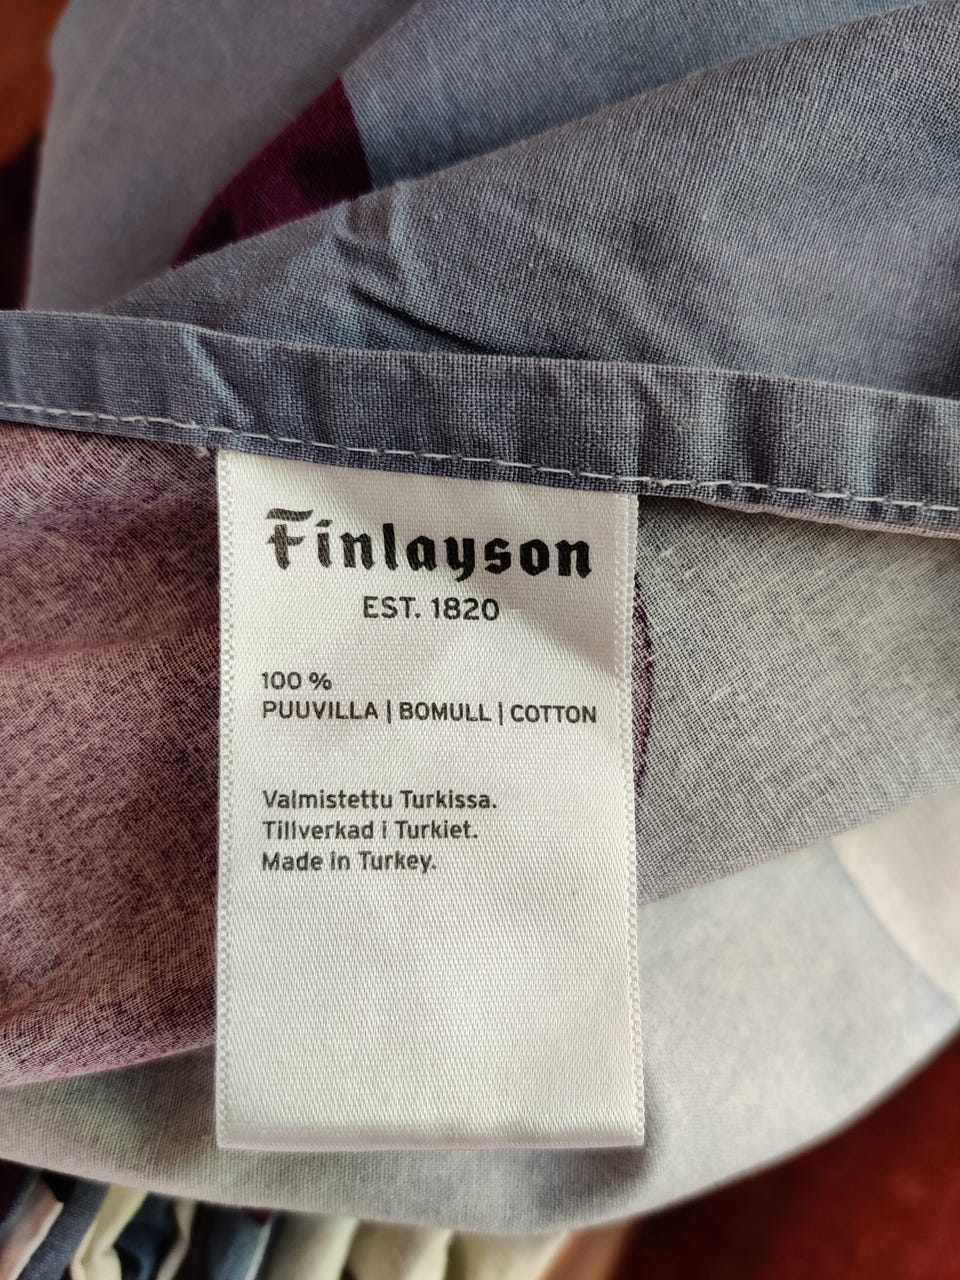 Finlayson
EST. 1820
100 %
PUUVILLA | BOMULL | COTTON
Valmistettu Turkissa.
Tillverkad i Turkiet.
Made in Turkey.